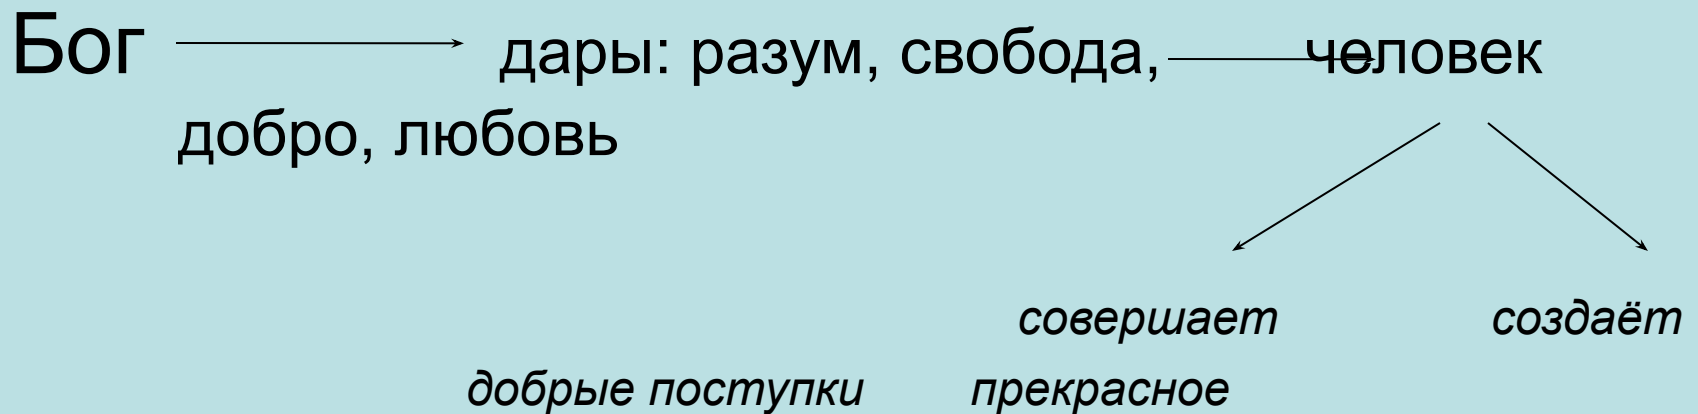 Бог дары: разум, свобода, человек
добро, любовь
совершает создаёт
добрые поступки прекрасное